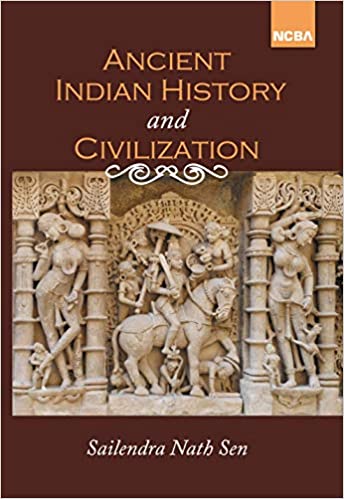 NCBA
ANCIENT
INDIAN HISTORY
and
CIVILIZATION
Sailendra Nath Sen